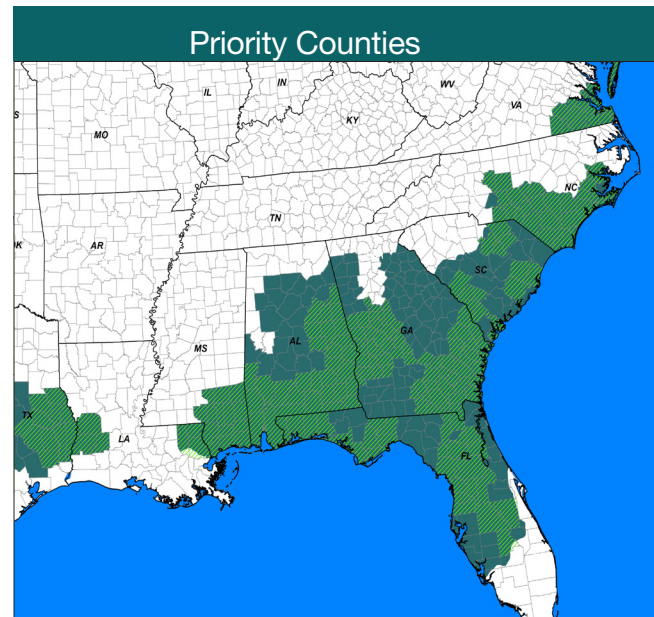 Priority Counties
IL
IN
WV
S
MO
KY
VA
TN
NC
K
AR
SC
MS
AL
GA
TX
LA
FL